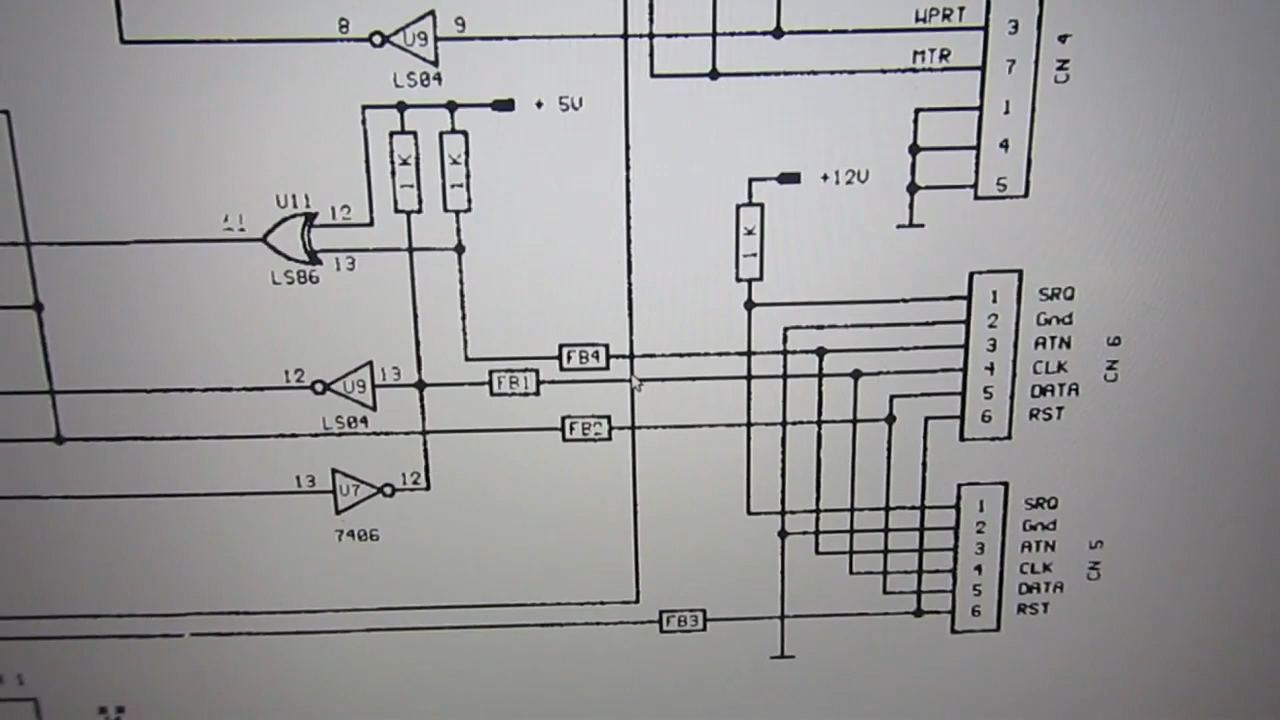 WPRT
3
8
9
U9
LS04
MTR
7
CN 4
+ 5V
1
4
5
1 K
1 K
+12V
U11
12
11
13
LS86
1 K
1 SRQ
2 Gnd
3 ATN
4 CLK
5 DATA
6 RST
CN 6
FB4
12
U9
13
FB1
LS04
FB2
13
U7
12
7406
1 SRQ
2 Gnd
3 ATN
4 CLK
5 DATA
6 RST
CN 5
FB3